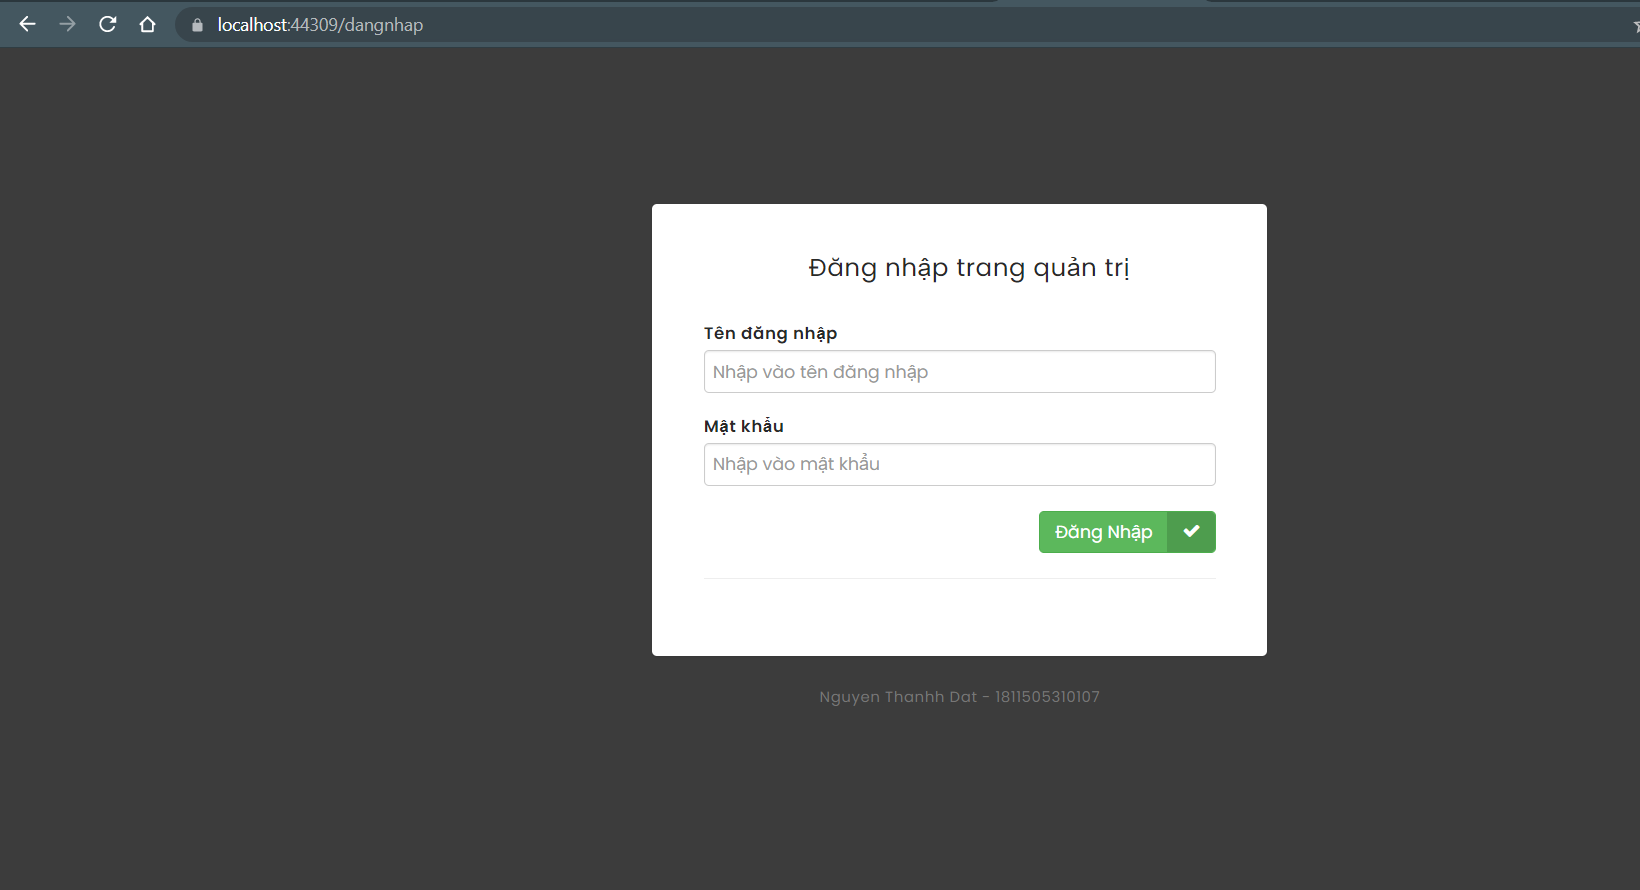 localhost:44309/dangnhap
Đăng nhập trang quản trị
Tên đăng nhập
Nhập vào tên đăng nhập
Mật khẩu
Nhập vào mật khẩu
Đăng Nhập
Nguyen Thanhh Dat - 1811505310107